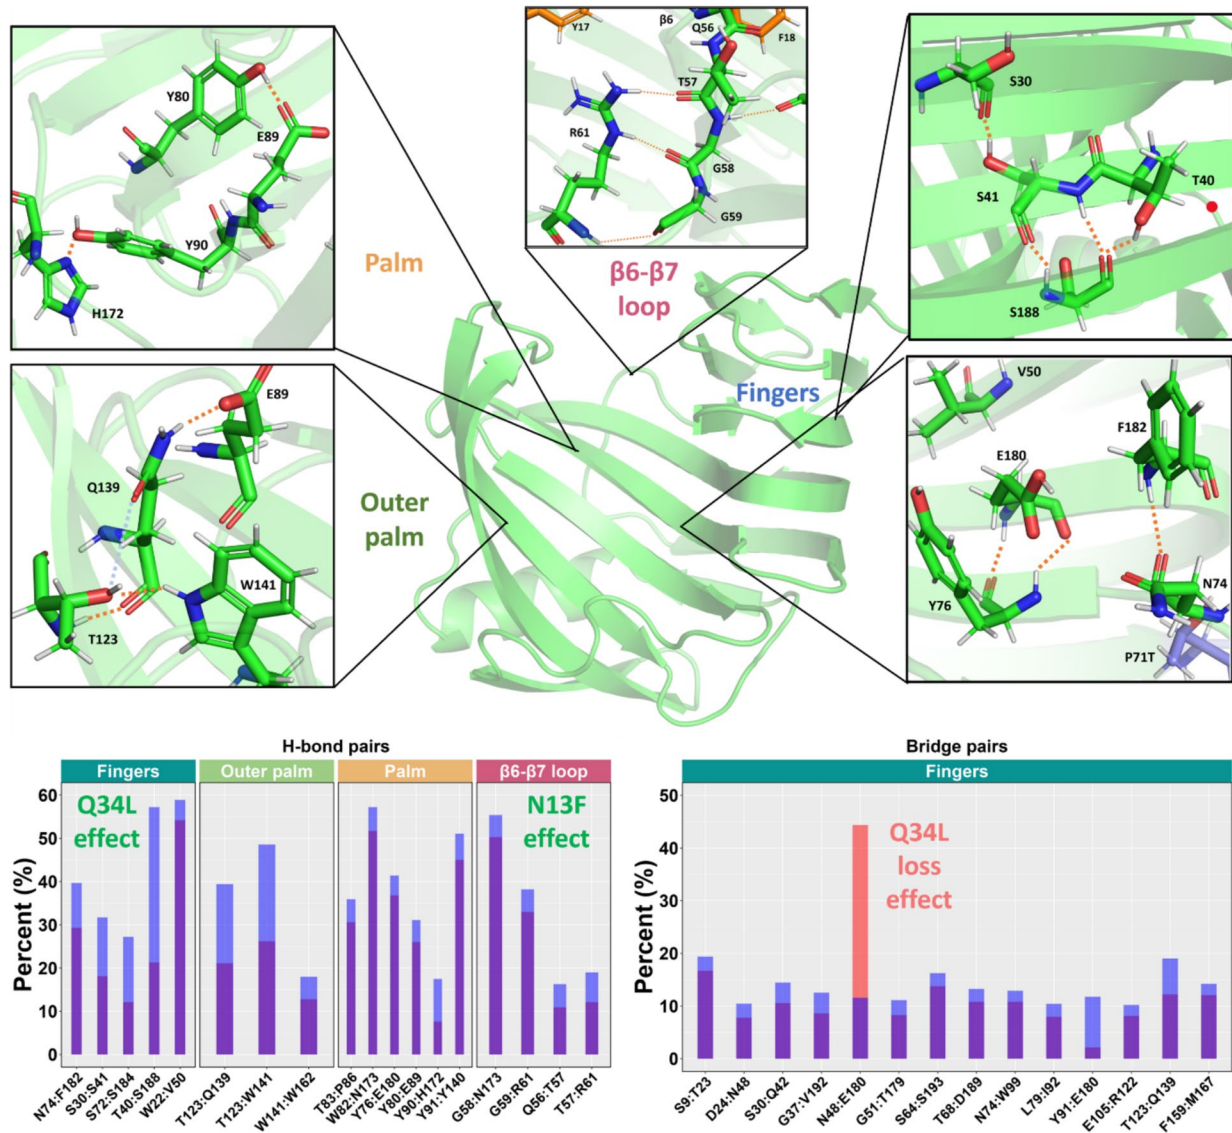 Y80
E89
Y90
H172
Palm
Y17
β6
Q56
F18
T57
R61
G58
G59
β6-β7
loop
S30
S41
T40
S188
Fingers
E89
Q139
W141
T123
Outer
palm
V50
F182
E180
Y76
N74
P71T
H-bond pairs
Fingers
Outer palm
Palm
β6-β7 loop
Q34L
effect
N13F
effect
Percent (%)
60
50
40
30
20
10
0
N74:F182
S30:S41
S72:S184
T40:S188
W22:V50
T123:Q139
T123:W141
W141:W162
T83:P86
W82:N173
Y76:E180
Y80:E89
Y90:H172
Y91:Y140
G58:N173
G59:R61
Q56:T57
T57:R61
Bridge pairs
Fingers
Q34L
loss
effect
Percent (%)
50
40
30
20
10
0
S9:T23
D24:N48
S30:Q42
G37:V192
N48:E180
G51:T179
S64:S193
T68:D189
N74:W99
L79:I92
Y91:E180
E105:R122
T123:Q139
F159:M167